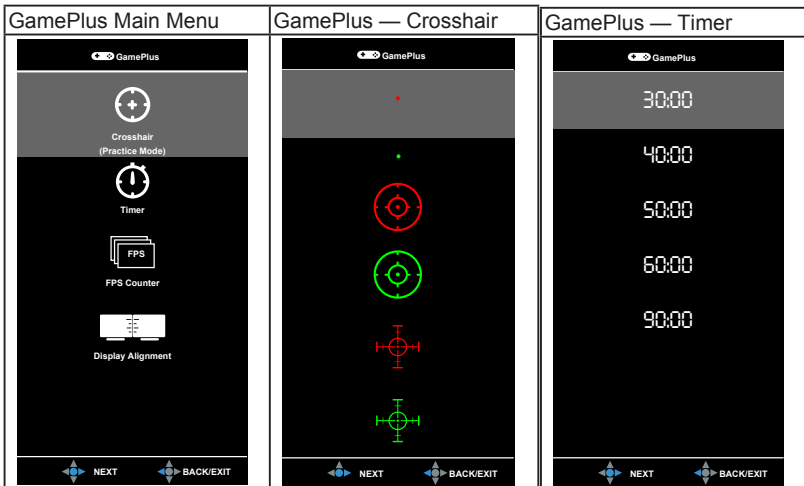 GamePlus Main Menu
GamePlus
Crosshair
(Practice Mode)
Timer
FPS
FPS Counter
Display Alignment
NEXT BACK/EXIT
GamePlus — Crosshair
GamePlus
NEXT BACK/EXIT
GamePlus — Timer
GamePlus
30:00
40:00
50:00
60:00
90:00
NEXT BACK/EXIT